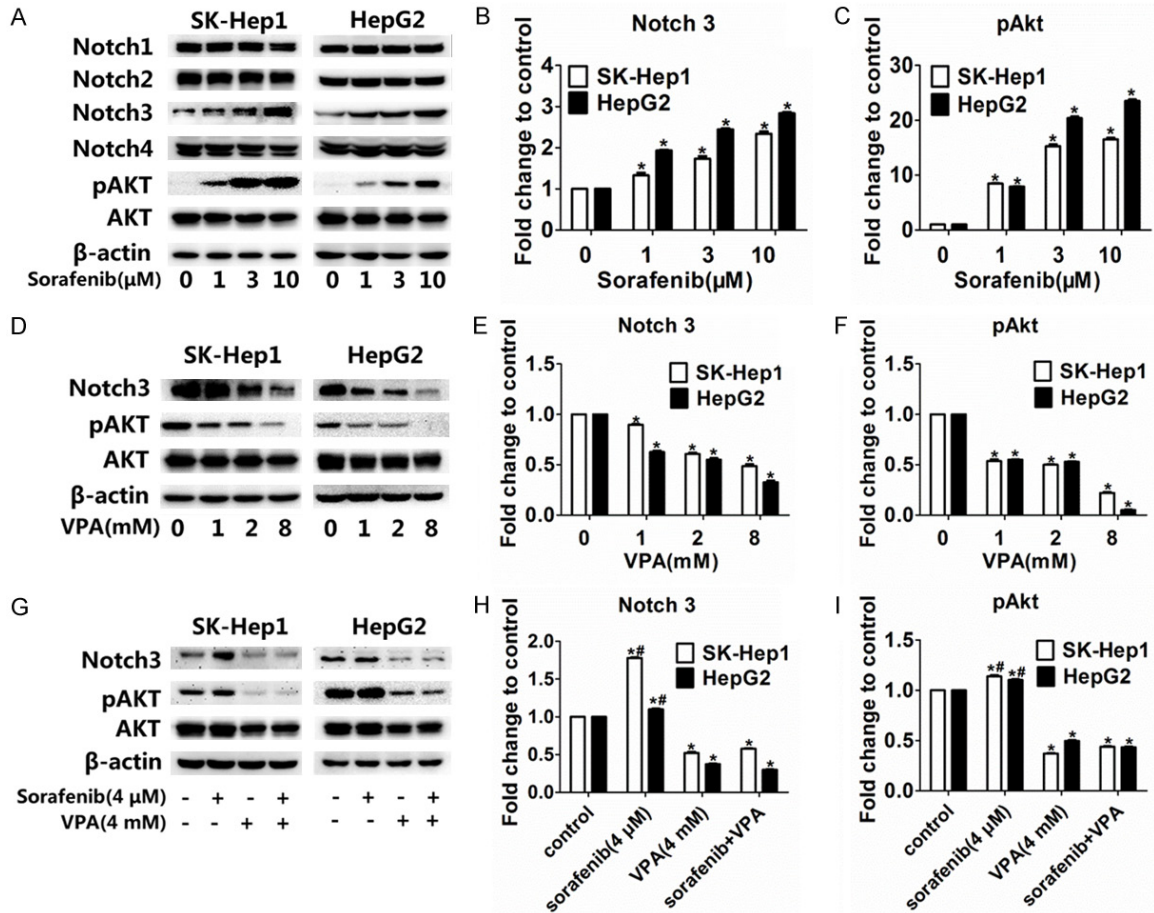 A
SK-Hep1 HepG2
Notch1
Notch2
Notch3
Notch4
pAKT
AKT
β-actin
Sorafenib(μM) 0 1 3 10 0 1 3 10
B
Notch 3
Fold change to control
4
3
2
1
0
SK-Hep1
HepG2
* * * * * *
0 1 3 10
Sorafenib(μM)
C
pAkt
Fold change to control
30
20
10
0
SK-Hep1
HepG2
* * * * * *
0 1 3 10
Sorafenib(μM)
D
SK-Hep1 HepG2
Notch3
pAKT
AKT
β-actin
VPA(mM) 0 1 2 8 0 1 2 8
E
Notch 3
Fold change to control
1.5
1.0
0.5
0.0
SK-Hep1
HepG2
* * * * * *
0 1 2 8
VPA(mM)
F
pAkt
Fold change to control
1.5
1.0
0.5
0.0
SK-Hep1
HepG2
* * * * * *
0 1 2 8
VPA(mM)
G
SK-Hep1 HepG2
Notch3
pAKT
AKT
β-actin
Sorafenib(4 μM) - + - + - + - +
VPA(4 mM) - - + + - - + +
H
Notch 3
Fold change to control
2.0
1.5
1.0
0.5
0.0
SK-Hep1
HepG2
*# *# * * * *
control
sorafenib(4 μM)
VPA(4 mM)
sorafenib+VPA
I
pAkt
Fold change to control
1.5
1.0
0.5
0.0
SK-Hep1
HepG2
*# *# * * * *
control
sorafenib(4 μM)
VPA(4 mM)
sorafenib+VPA